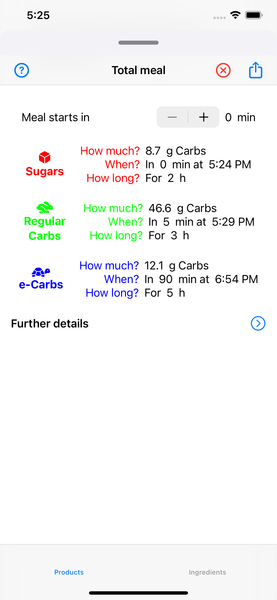 5:25
Total meal
Meal starts in
0 min
How much? 8.7 g Carbs
When? In 0 min at 5:24 PM
How long? For 2 h
Sugars
How much? 46.6 g Carbs
When? In 5 min at 5:29 PM
How long? For 3 h
Regular
Carbs
How much? 12.1 g Carbs
When? In 90 min at 6:54 PM
How long? For 5 h
e-Carbs
Further details
Products
Ingredients